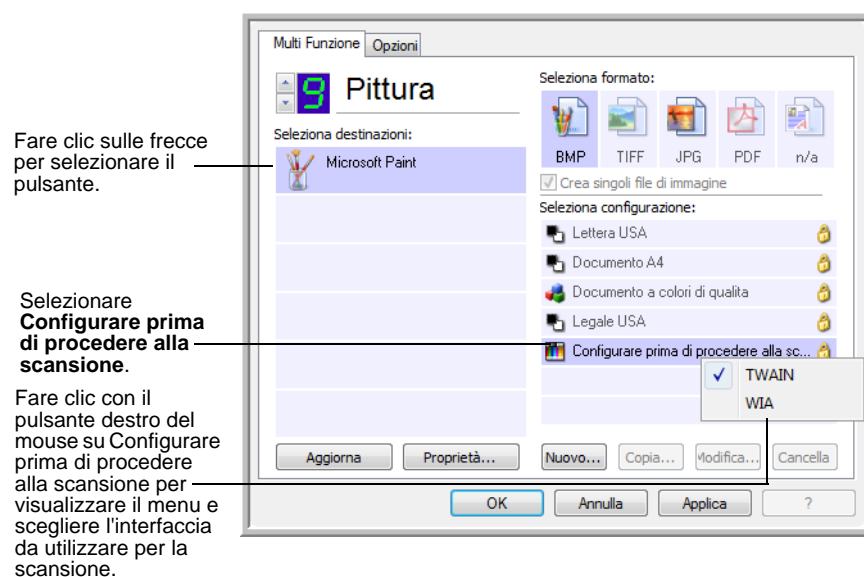 Multi Funzione
Opzioni
9
Pittura
Seleziona destinazioni:
Microsoft Paint
Seleziona formato:
BMP
TIFF
JPG
PDF
n/a
Crea singoli file di immagine
Seleziona configurazione:
Lettera USA
Documento A4
Documento a colori di qualita
Legale USA
Configurare prima di procedere alla sc...
TWAIN
WIA
Aggiorna
Proprietà...
Nuovo...
Copia...
Modifica...
Cancella
OK
Annulla
Applica
?
Fare clic sulle frecce
per selezionare il
pulsante.
Selezionare
Configurare prima
di procedere alla
scansione.
Fare clic con il
pulsante destro del
mouse su Configurare
prima di procedere
alla scansione per
visualizzare il menu e
scegliere l'interfaccia
da utilizzare per la
scansione.